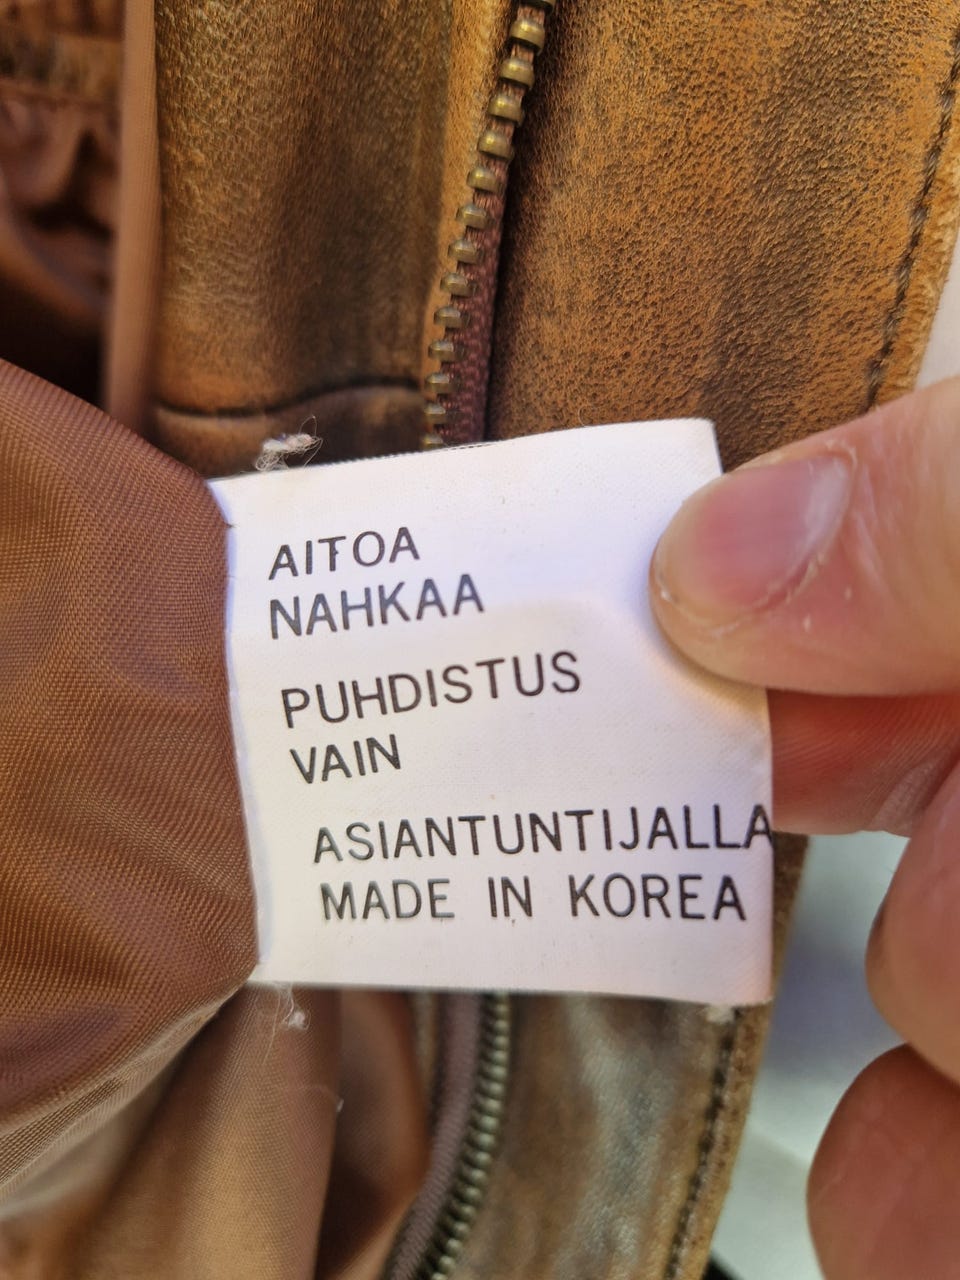 AITOA
NAHKAA
PUHDISTUS
VAIN
ASIANTUNTIJALLA
MADE IN KOREA